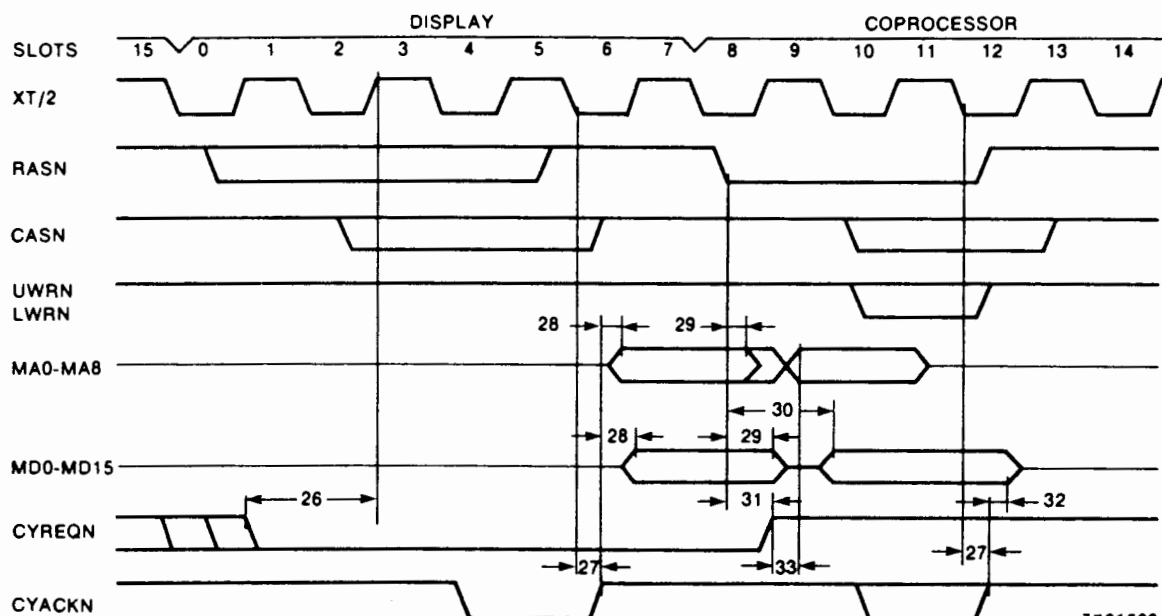 DISPLAY COPROCESSOR
SLOTS 15 0 1 2 3 4 5 6 7 8 9 10 11 12 13 14
XT/2
RASN
CASN
UWRN
LWRN
28 29
MA0-MA8
30
28 29
MD0-MD15
26 31 32
CYREQN
27 33 27
CYACKN